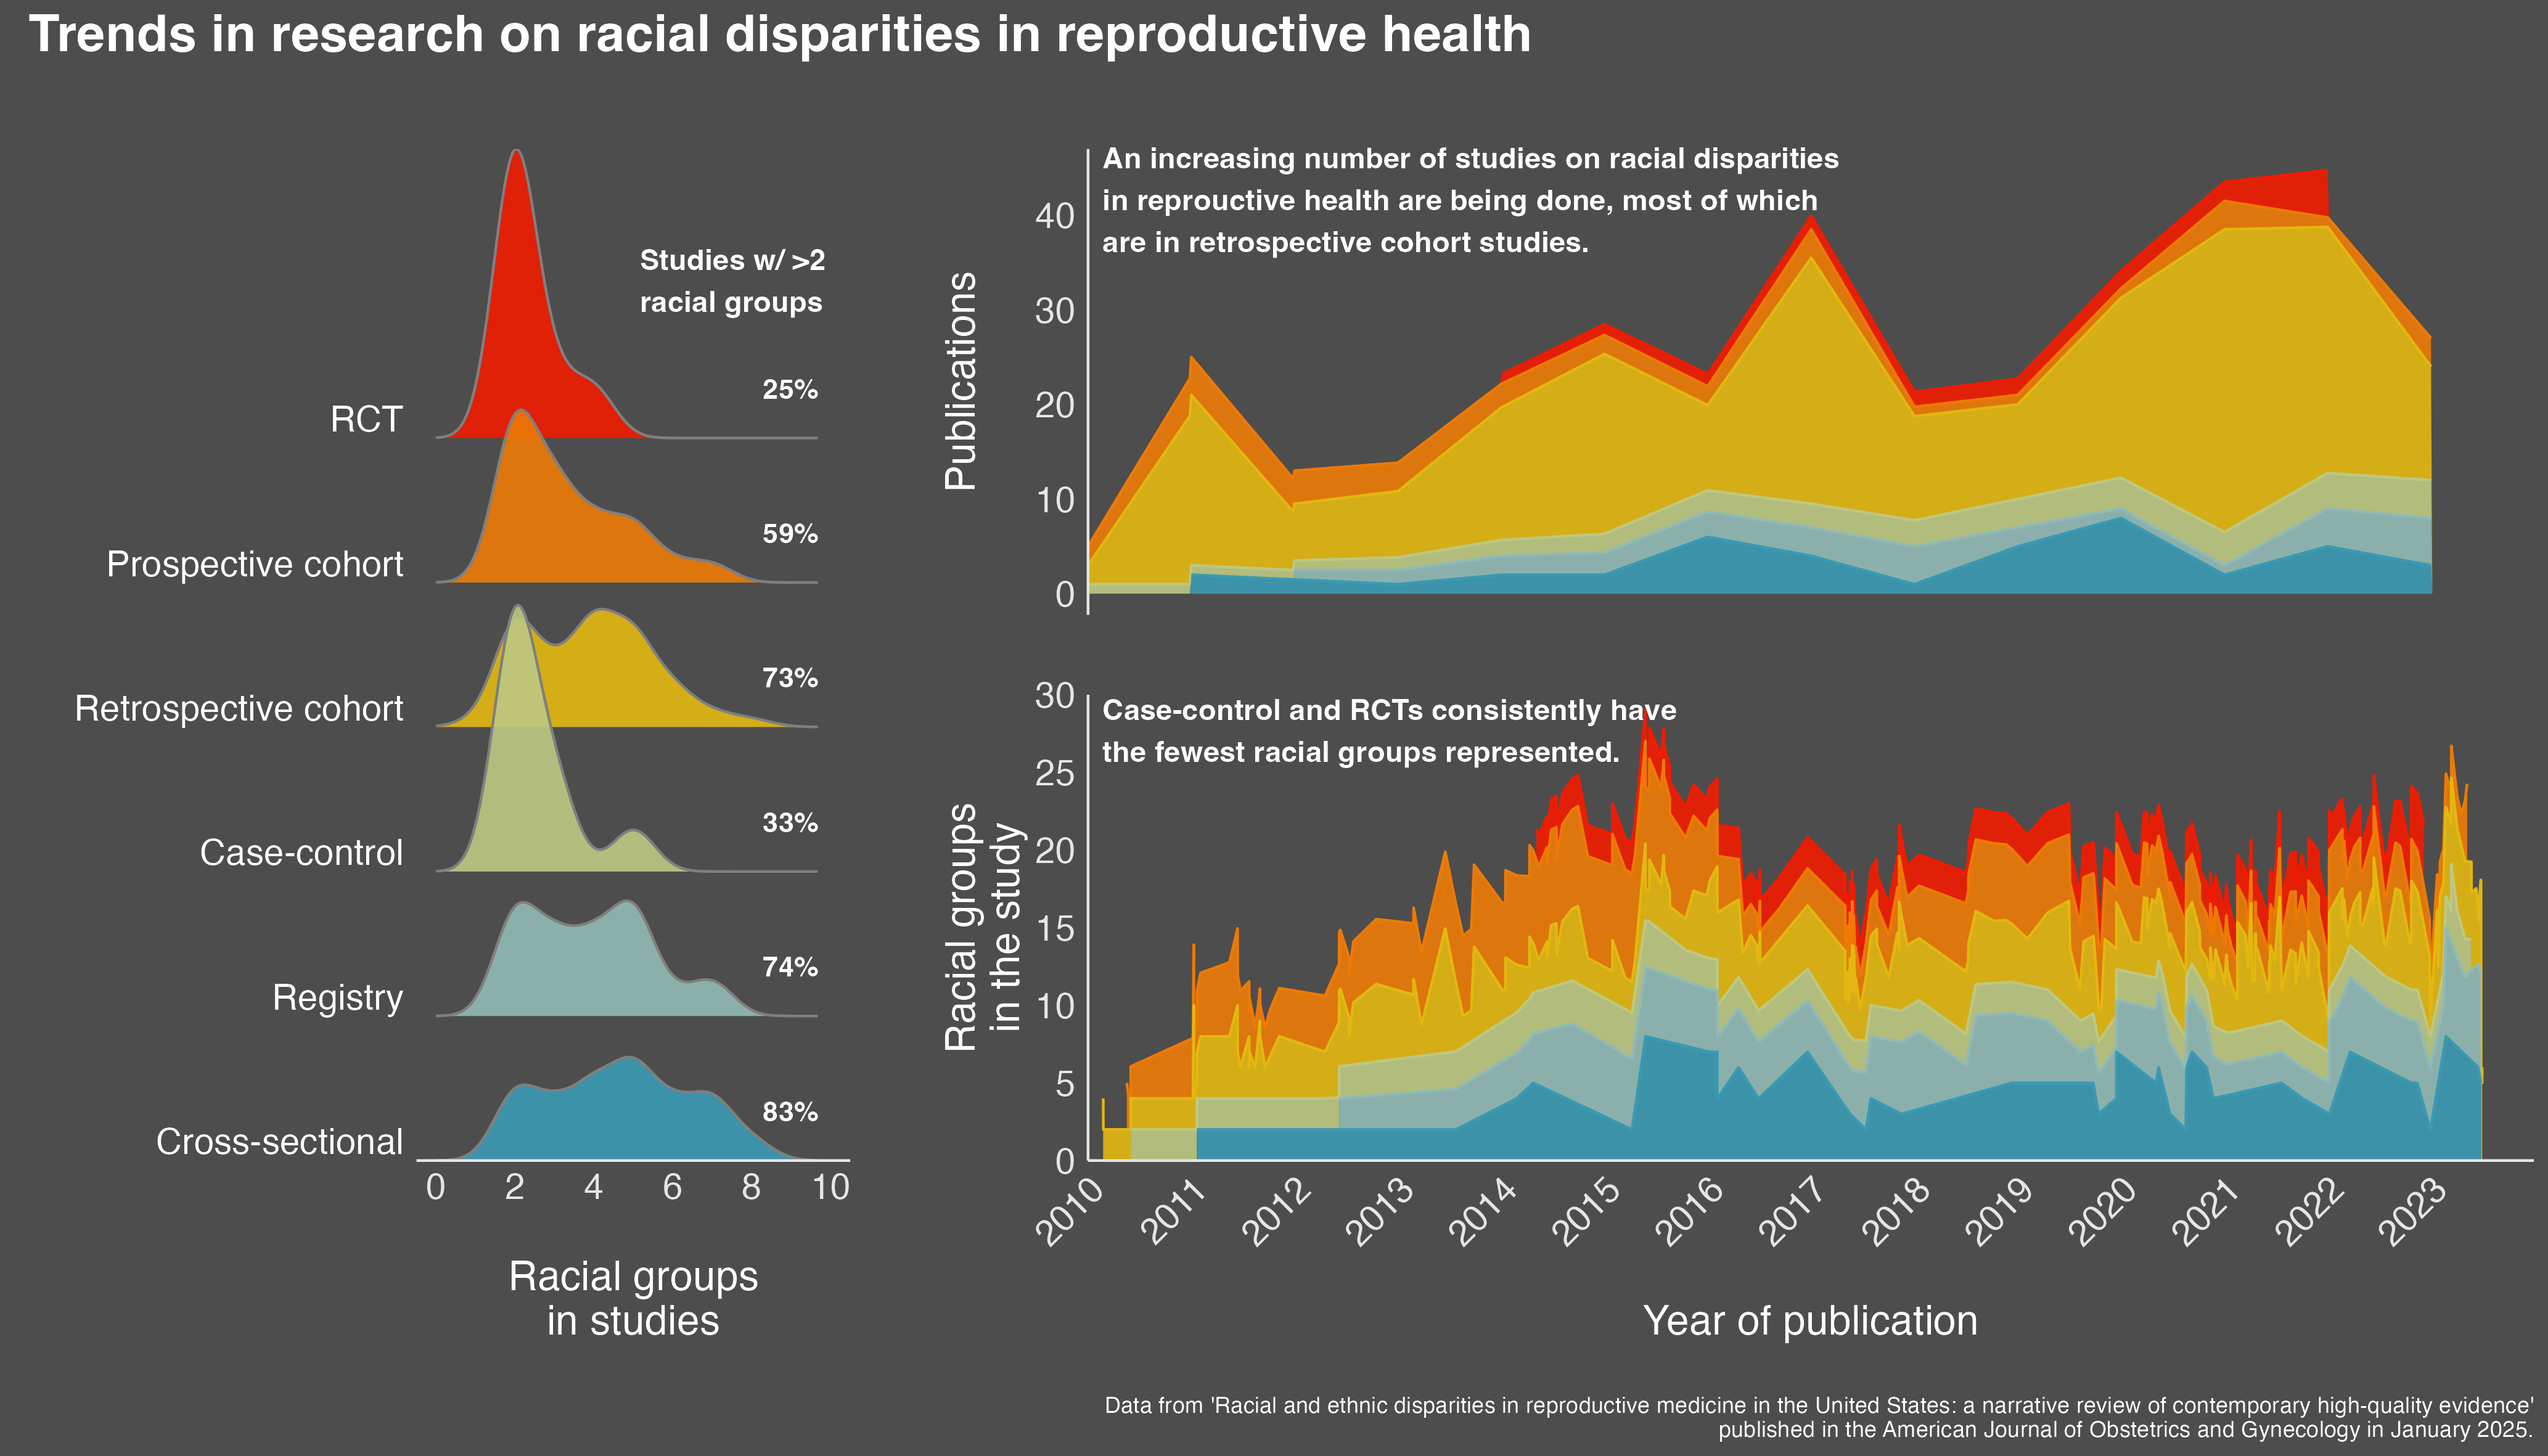 Trends in research on racial disparities in reproductive health
Studies w/ >2
racial groups
RCT
25%
Prospective cohort
59%
Retrospective cohort
73%
Case-control
33%
Registry
74%
Cross-sectional
83%
0 2 4 6 8 10
Racial groups
in studies
An increasing number of studies on racial disparities
in reprouctive health are being done, most of which
are in retrospective cohort studies.
Publications
40
30
20
10
0
Case-control and RCTs consistently have
the fewest racial groups represented.
Racial groups
in the study
30
25
20
15
10
5
0
2010 2011 2012 2013 2014 2015 2016 2017 2018 2019 2020 2021 2022 2023
Year of publication
Data from 'Racial and ethnic disparities in reproductive medicine in the United States: a narrative review of contemporary high-quality evidence'
published in the American Journal of Obstetrics and Gynecology in January 2025.